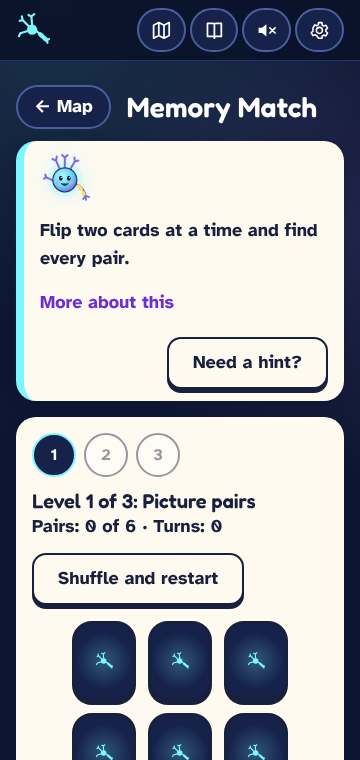 ← Map
Memory Match
Flip two cards at a time and find
every pair.
More about this
Need a hint?
1 2 3
Level 1 of 3: Picture pairs
Pairs: 0 of 6 · Turns: 0
Shuffle and restart